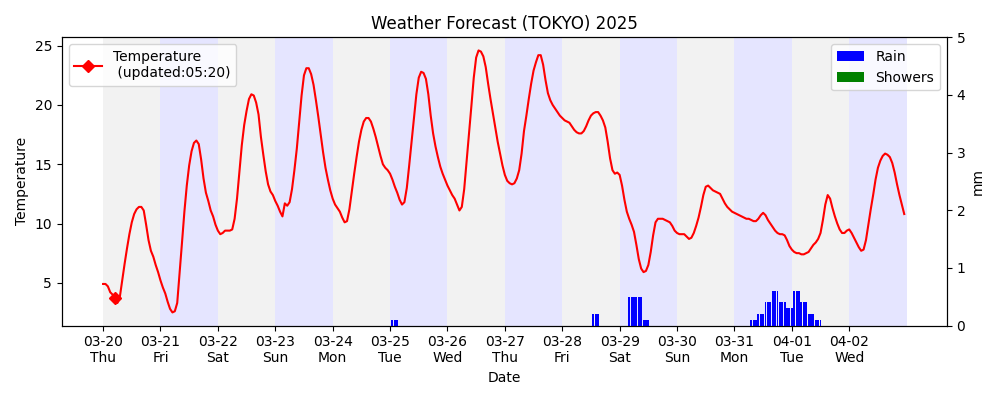 Weather Forecast (TOKYO) 2025
Temperature
(updated:05:20)
Rain
Showers
25
20
15
10
5
Temperature
5
4
3
2
1
0
mm
03-20 03-21 03-22 03-23 03-24 03-25 03-26 03-27 03-28 03-29 03-30 03-31 04-01 04-02
Thu Fri Sat Sun Mon Tue Wed Thu Fri Sat Sun Mon Tue Wed
Date